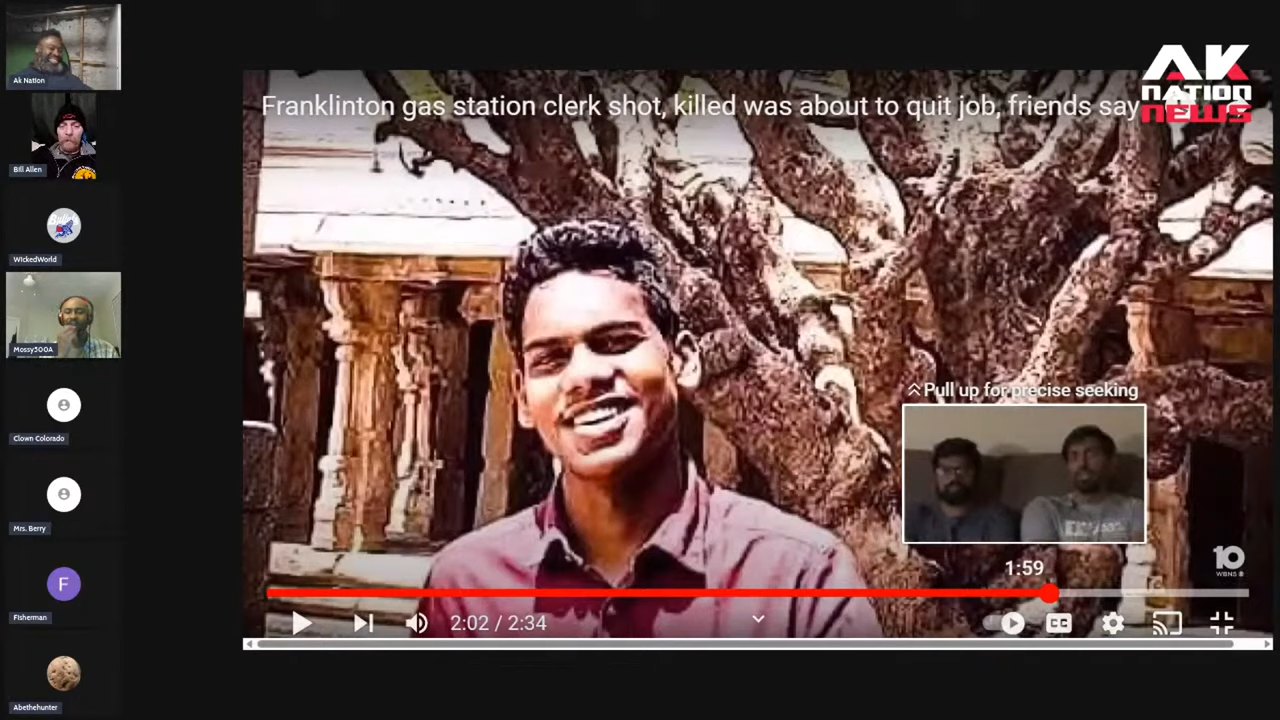 Ak Nation
Bill Allen
WIckedWorld
Mossy500A
Clown Colorado
Mrs. Berry
F
Fisherman
Abethehunter
Franklinton gas station clerk shot, killed was about to quit job, friends say
AK
NATION
NEWS
Pull up for precise seeking
1:59
10
WBNS
2:02 / 2:34
CC